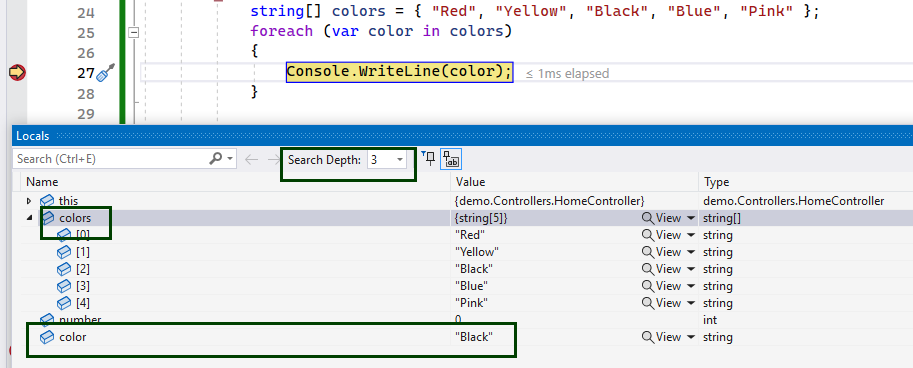 24 string[] colors = { "Red", "Yellow", "Black", "Blue", "Pink" };
25 foreach (var color in colors)
26 {
27 Console.WriteLine(color); ≤ 1ms elapsed
28 }
29
Locals
Search (Ctrl+E) Search Depth: 3
Name Value Type
this {demo.Controllers.HomeController} demo.Controllers.HomeController
colors {string[5]} View string[]
[0] "Red" View string
[1] "Yellow" View string
[2] "Black" View string
[3] "Blue" View string
[4] "Pink" View string
number 0 int
color "Black" View string